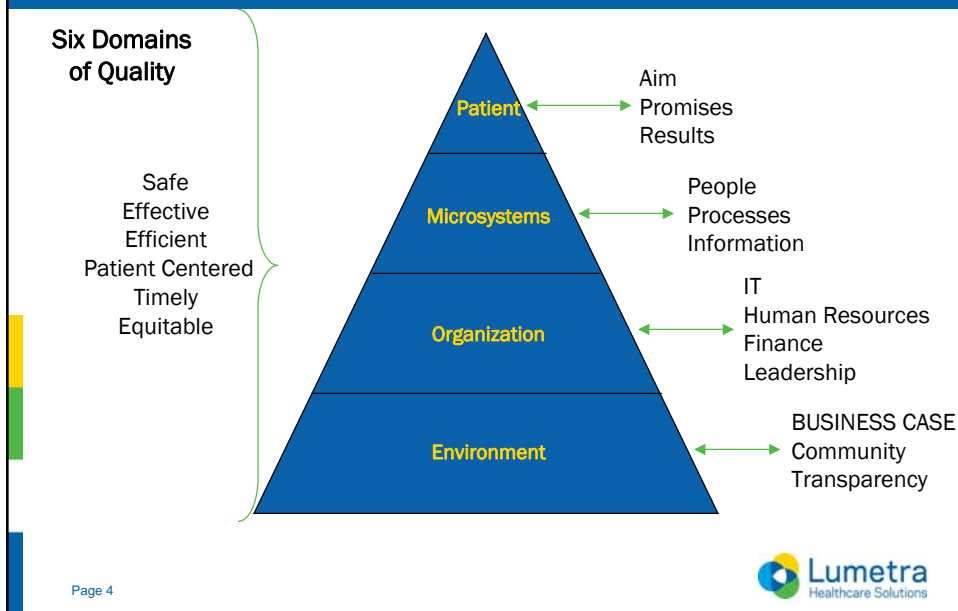 Six Domains
of Quality
Safe
Effective
Efficient
Patient Centered
Timely
Equitable
Patient
Microsystems
Organization
Environment
Aim
Promises
Results
People
Processes
Information
IT
Human Resources
Finance
Leadership
BUSINESS CASE
Community
Transparency
Page 4
Lumetra
Healthcare Solutions